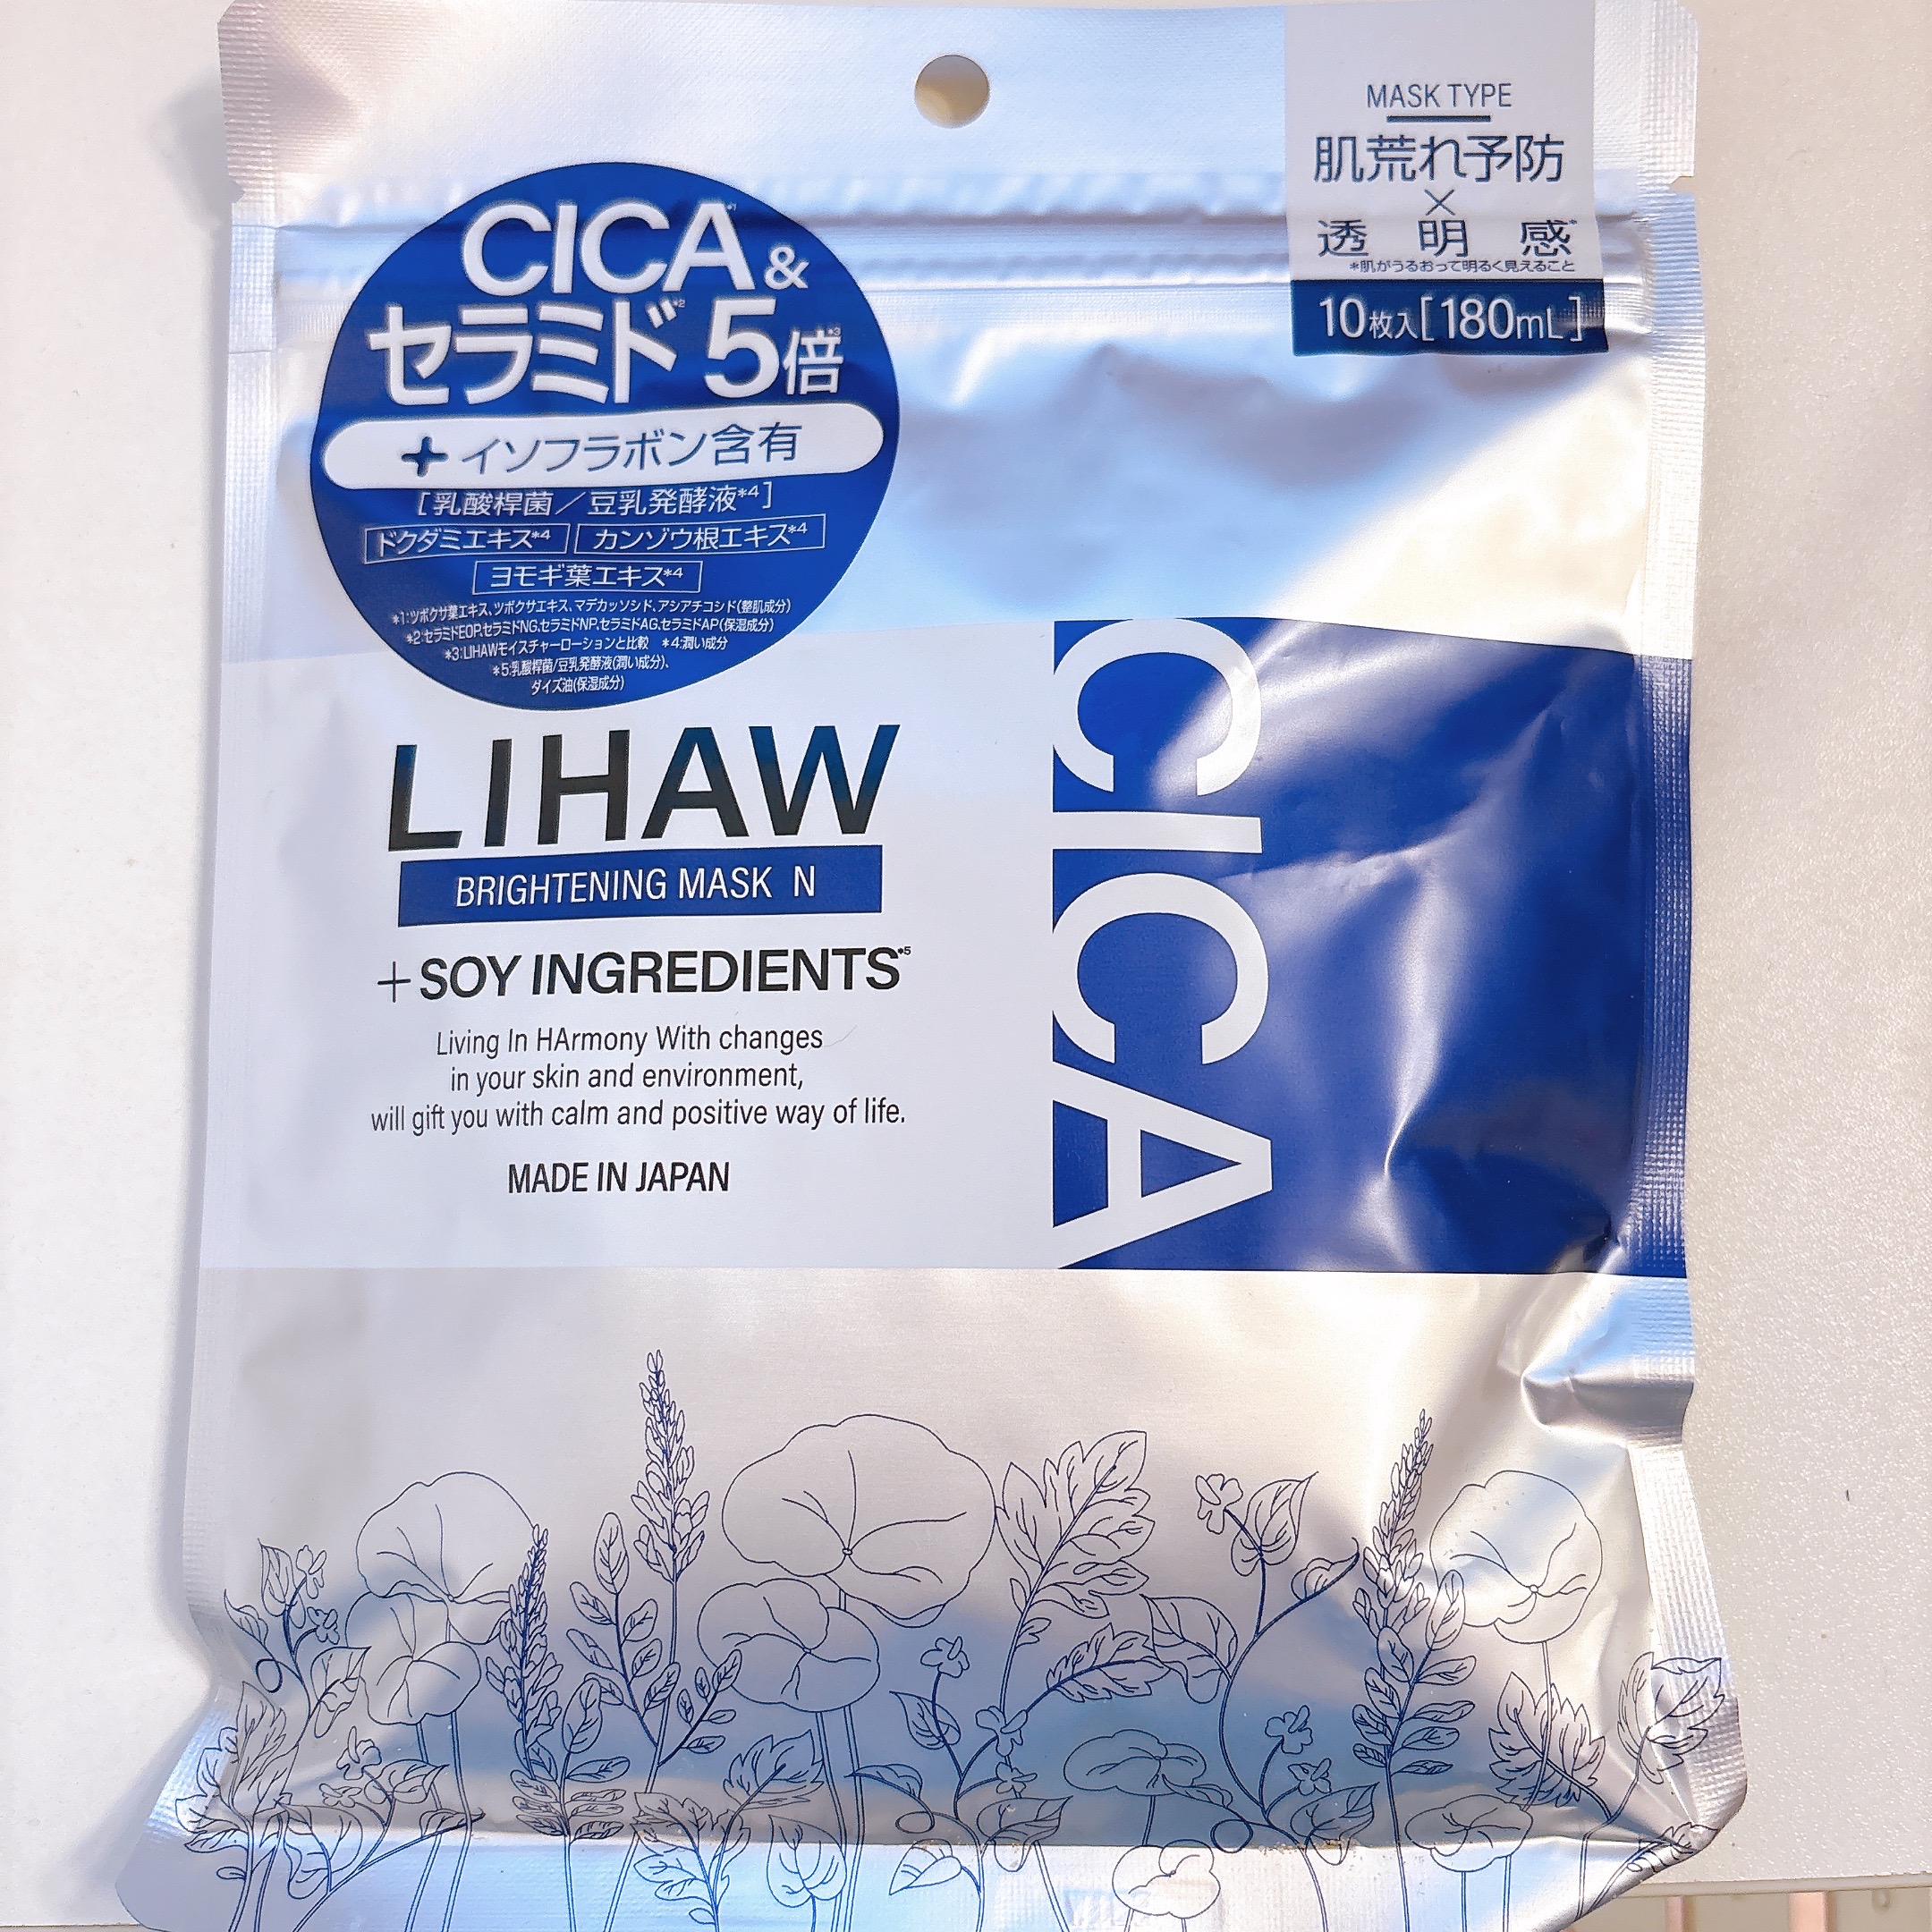 MASK TYPE
肌荒れ予防
×
透明感*
*肌がうるおって明るく見えること
10枚入[180mL]
CICA*1 &
セラミド*2 5倍*3
+イソフラボン含有
[乳酸桿菌/豆乳発酵液*4]
ドクダミエキス*4 カンゾウ根エキス*4
ヨモギ葉エキス*4
*1:ツボクサ葉エキス、ツボクサエキス、マデカッソシド、アシアチコシド(整肌成分)
*2:セラミドEOP,セラミドNG,セラミドNP,セラミドAG,セラミドAP(保湿成分)
*3:LIHAWモイスチャーローションと比較 *4:潤い成分
*5:乳酸桿菌/豆乳発酵液(潤い成分)、
ダイズ油(保湿成分)
LIHAW
BRIGHTENING MASK N
+SOY INGREDIENTS*5
Living In HArmony With changes
in your skin and environment,
will gift you with calm and positive way of life.
MADE IN JAPAN
CICA